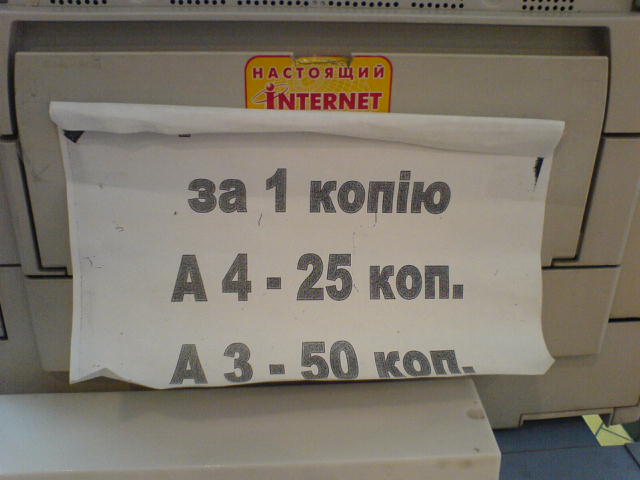 НАСТОЯЩИЙ
iNTERNET
за 1 копію
А 4 - 25 коп.
А 3 - 50 коп.